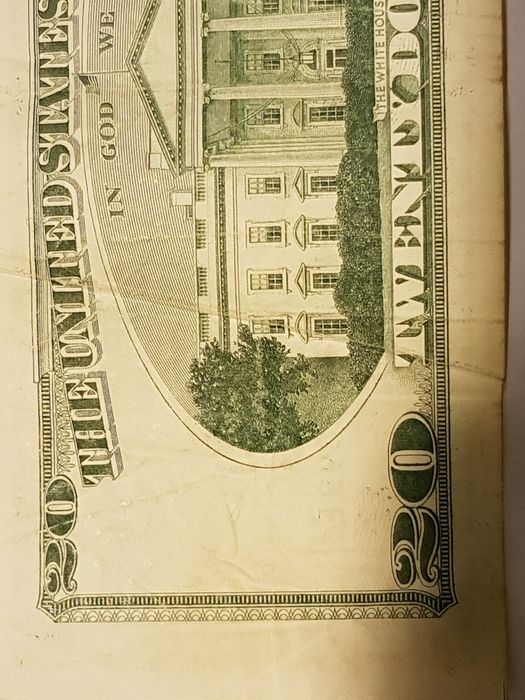 20 THE UNITED STATES
IN GOD WE
THE WHITE HOUS
20 TWENTY DO